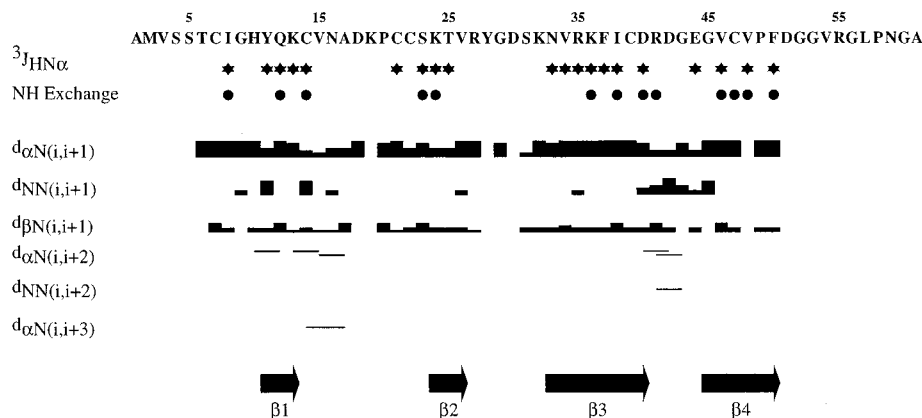 5 15 25 35 45 55
AMVSSTCIGHYQKCVNADKPCCSKTVRYGDSKNVRKFICDRDGEGVCVPFDGGVRGLPNGA
3JHNα
NH Exchange
dαN(i,i+1)
dNN(i,i+1)
dβN(i,i+1)
dαN(i,i+2)
dNN(i,i+2)
dαN(i,i+3)
β1 β2 β3 β4